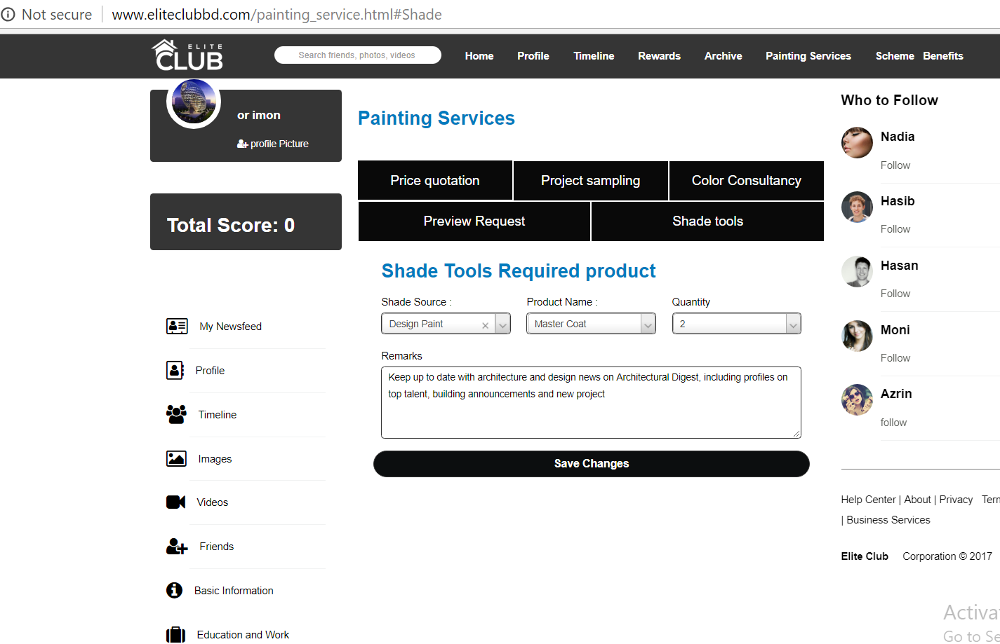 Not secure www.eliteclubbd.com/painting_service.html#Shade
ELITE
CLUB
Search friends, photos, videos
Home Profile Timeline Rewards Archive Painting Services Scheme Benefits
or imon
profile Picture
Total Score: 0
My Newsfeed
Profile
Timeline
Images
Videos
Friends
Basic Information
Education and Work
Painting Services
Price quotation Project sampling Color Consultancy
Preview Request Shade tools
Shade Tools Required product
Shade Source : Product Name : Quantity
Design Paint × Master Coat 2
Remarks
Keep up to date with architecture and design news on Architectural Digest, including profiles on
top talent, building announcements and new project
Save Changes
Who to Follow
Nadia
Follow
Hasib
Follow
Hasan
Follow
Moni
Follow
Azrin
follow
Help Center | About | Privacy
| Business Services
Elite Club Corporation © 2017
Go to